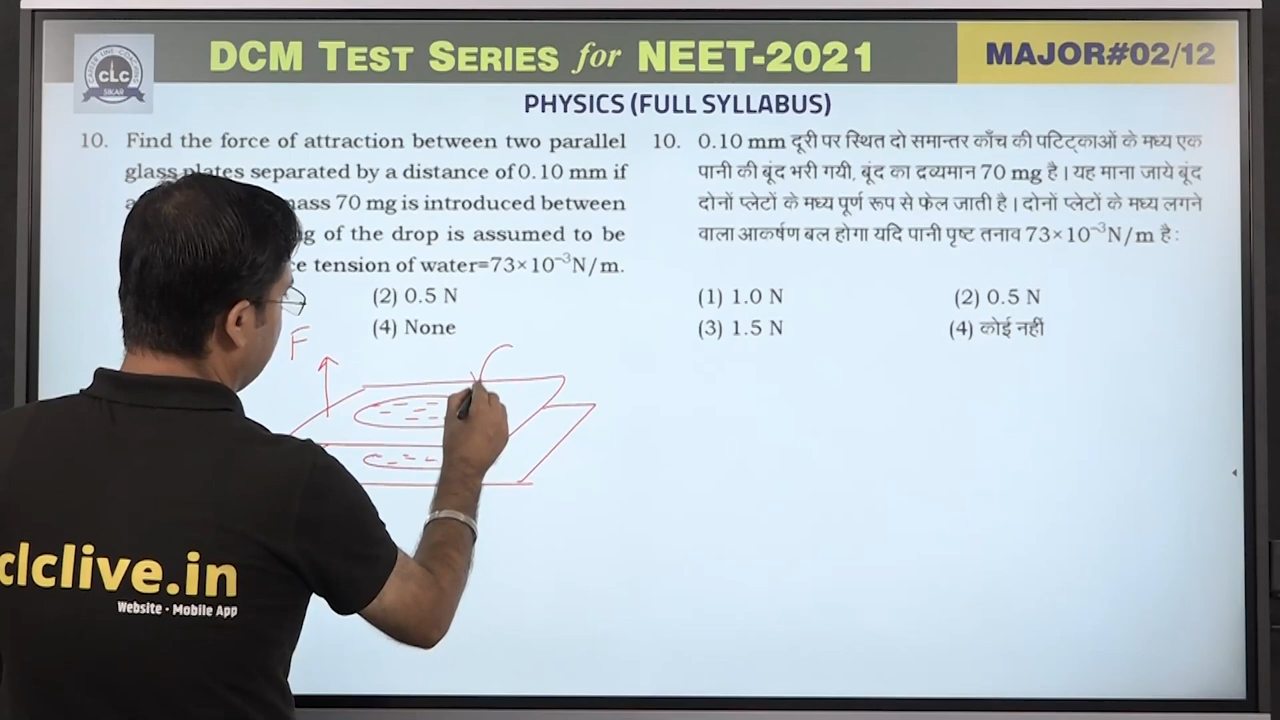 DCM TEST SERIES for NEET-2021
MAJOR#02/12
CLC
SIKAR
PHYSICS (FULL SYLLABUS)
10. Find the force of attraction between two parallel
glass plates separated by a distance of 0.10 mm if
mass 70 mg is introduced between
of the drop is assumed to be
tension of water=73×10⁻³N/m.
(2) 0.5 N
(4) None
10. 0.10 mm दूरी पर स्थित दो समान्तर काँच की पटि्काओं के मध्य एक
पानी की बूंद भरी गयी, बूंद का द्रव्यमान 70 mg है। यह माना जाये बूंद
दोनों प्लेटों के मध्य पूर्ण रूप से फेल जाती है। दोनों प्लेटों के मध्य लगने
वाला आकर्षण बल होगा यदि पानी पृष्ट तनाव 73×10⁻³N/m है:
(1) 1.0 N (2) 0.5 N
(3) 1.5 N (4) कोई नहीं
F
clclive.in
Website • Mobile App